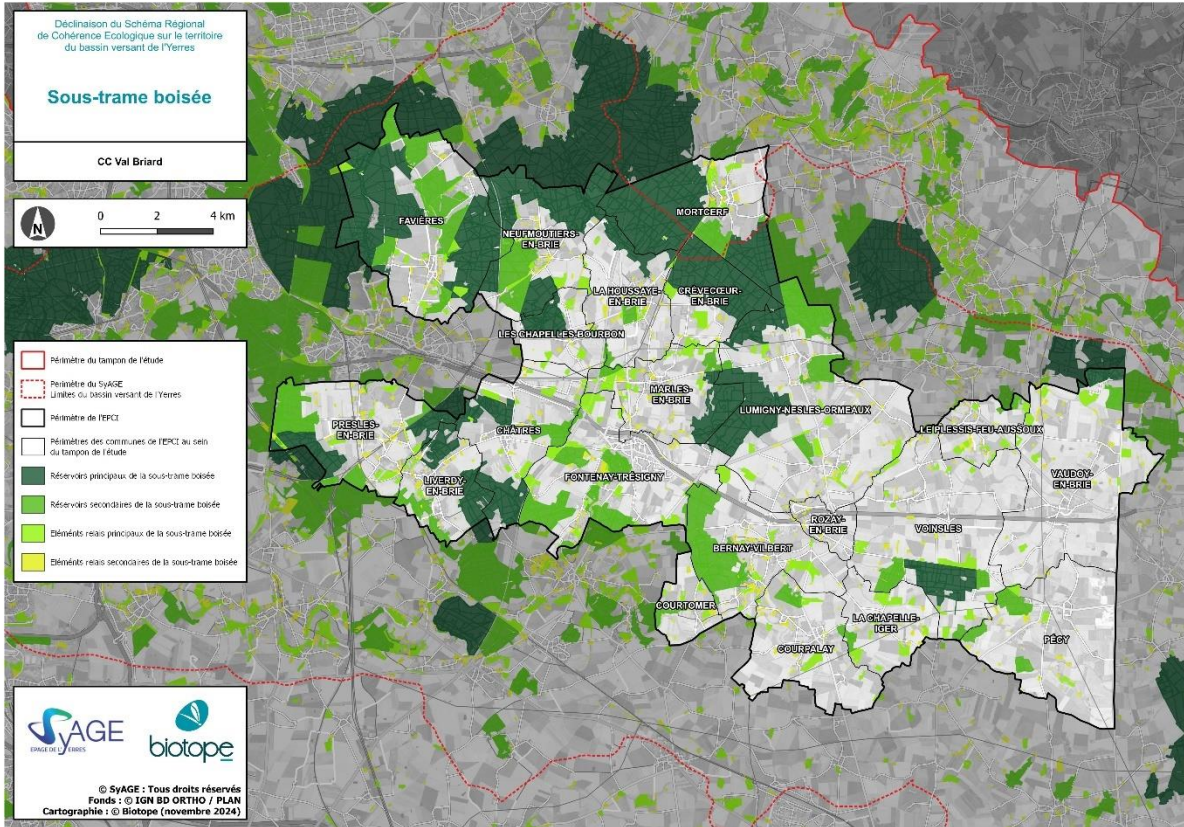 Déclinaison du Schéma Régional
de Cohérence Ecologique sur le territoire
du bassin versant de l'Yerres
Sous-trame boisée
CC Val Briard
N
0 2 4 km
Périmètre du tampon de l'étude
Périmètre du SyAGE
Limites du bassin versant de l'Yerres
Périmètre de l'EPCI
Périmètres des communes de l'EPCI au sein
du tampon de l'étude
Réservoirs principaux de la sous-trame boisée
Réservoirs secondaires de la sous-trame boisée
Eléments relais principaux de la sous-trame boisée
Eléments relais secondaires de la sous-trame boisée
FAVIÈRES
NEUFMOUTIERS-
EN-BRIE
MORTCERF
LA HOUSSAYE-
EN-BRIE
CRÈVECŒUR-
EN-BRIE
LES CHAPELLES-BOURBON
MARLES-
EN-BRIE
LUMIGNY-NESLES-ORMEAUX
PRESLES-
EN-BRIE
CHÂTRES
LE PLESSIS-FEU-AUSSOUX
LIVERDY-
EN-BRIE
FONTENAY-TRÉSIGNY
VAUDOY-
EN-BRIE
ROZAY-
EN-BRIE
VOINSLES
BERNAY-VILBERT
COURTOMER
LA CHAPELLE-
IGER
COURPALAY
PÉCY
SyAGE
EPAGE DE L'YERRES
biotope
© SyAGE : Tous droits réservés
Fonds : © IGN BD ORTHO / PLAN
Cartographie : © Biotope (novembre 2024)